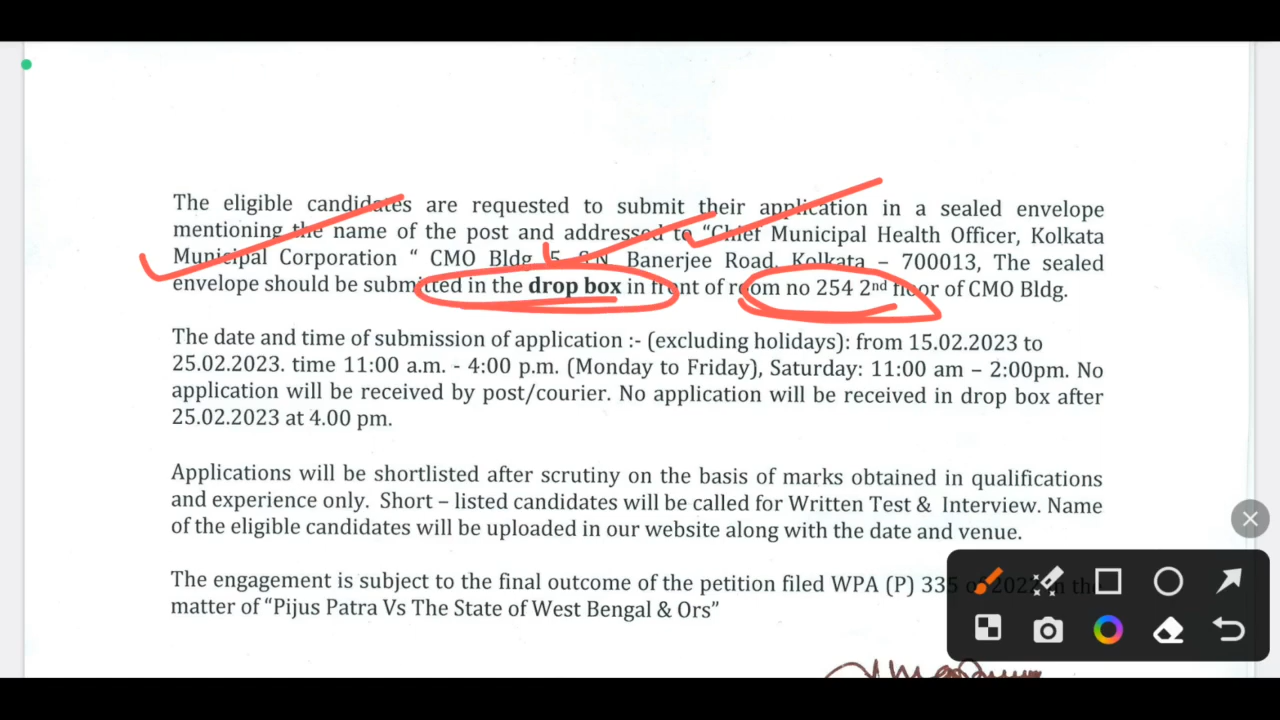 The eligible candidates are requested to submit their application in a sealed envelope
mentioning the name of the post and addressed to “Chief Municipal Health Officer, Kolkata
Municipal Corporation “ CMO Bldg 5 S.N. Banerjee Road, Kolkata – 700013, The sealed
envelope should be submitted in the drop box in front of room no 254 2nd floor of CMO Bldg.
The date and time of submission of application :- (excluding holidays): from 15.02.2023 to
25.02.2023. time 11:00 a.m. - 4:00 p.m. (Monday to Friday), Saturday: 11:00 am – 2:00pm. No
application will be received by post/courier. No application will be received in drop box after
25.02.2023 at 4.00 pm.
Applications will be shortlisted after scrutiny on the basis of marks obtained in qualifications
and experience only. Short – listed candidates will be called for Written Test & Interview. Name
of the eligible candidates will be uploaded in our website along with the date and venue.
The engagement is subject to the final outcome of the petition filed WPA (P) 335 of 2022 in the
matter of “Pijus Patra Vs The State of West Bengal & Ors”